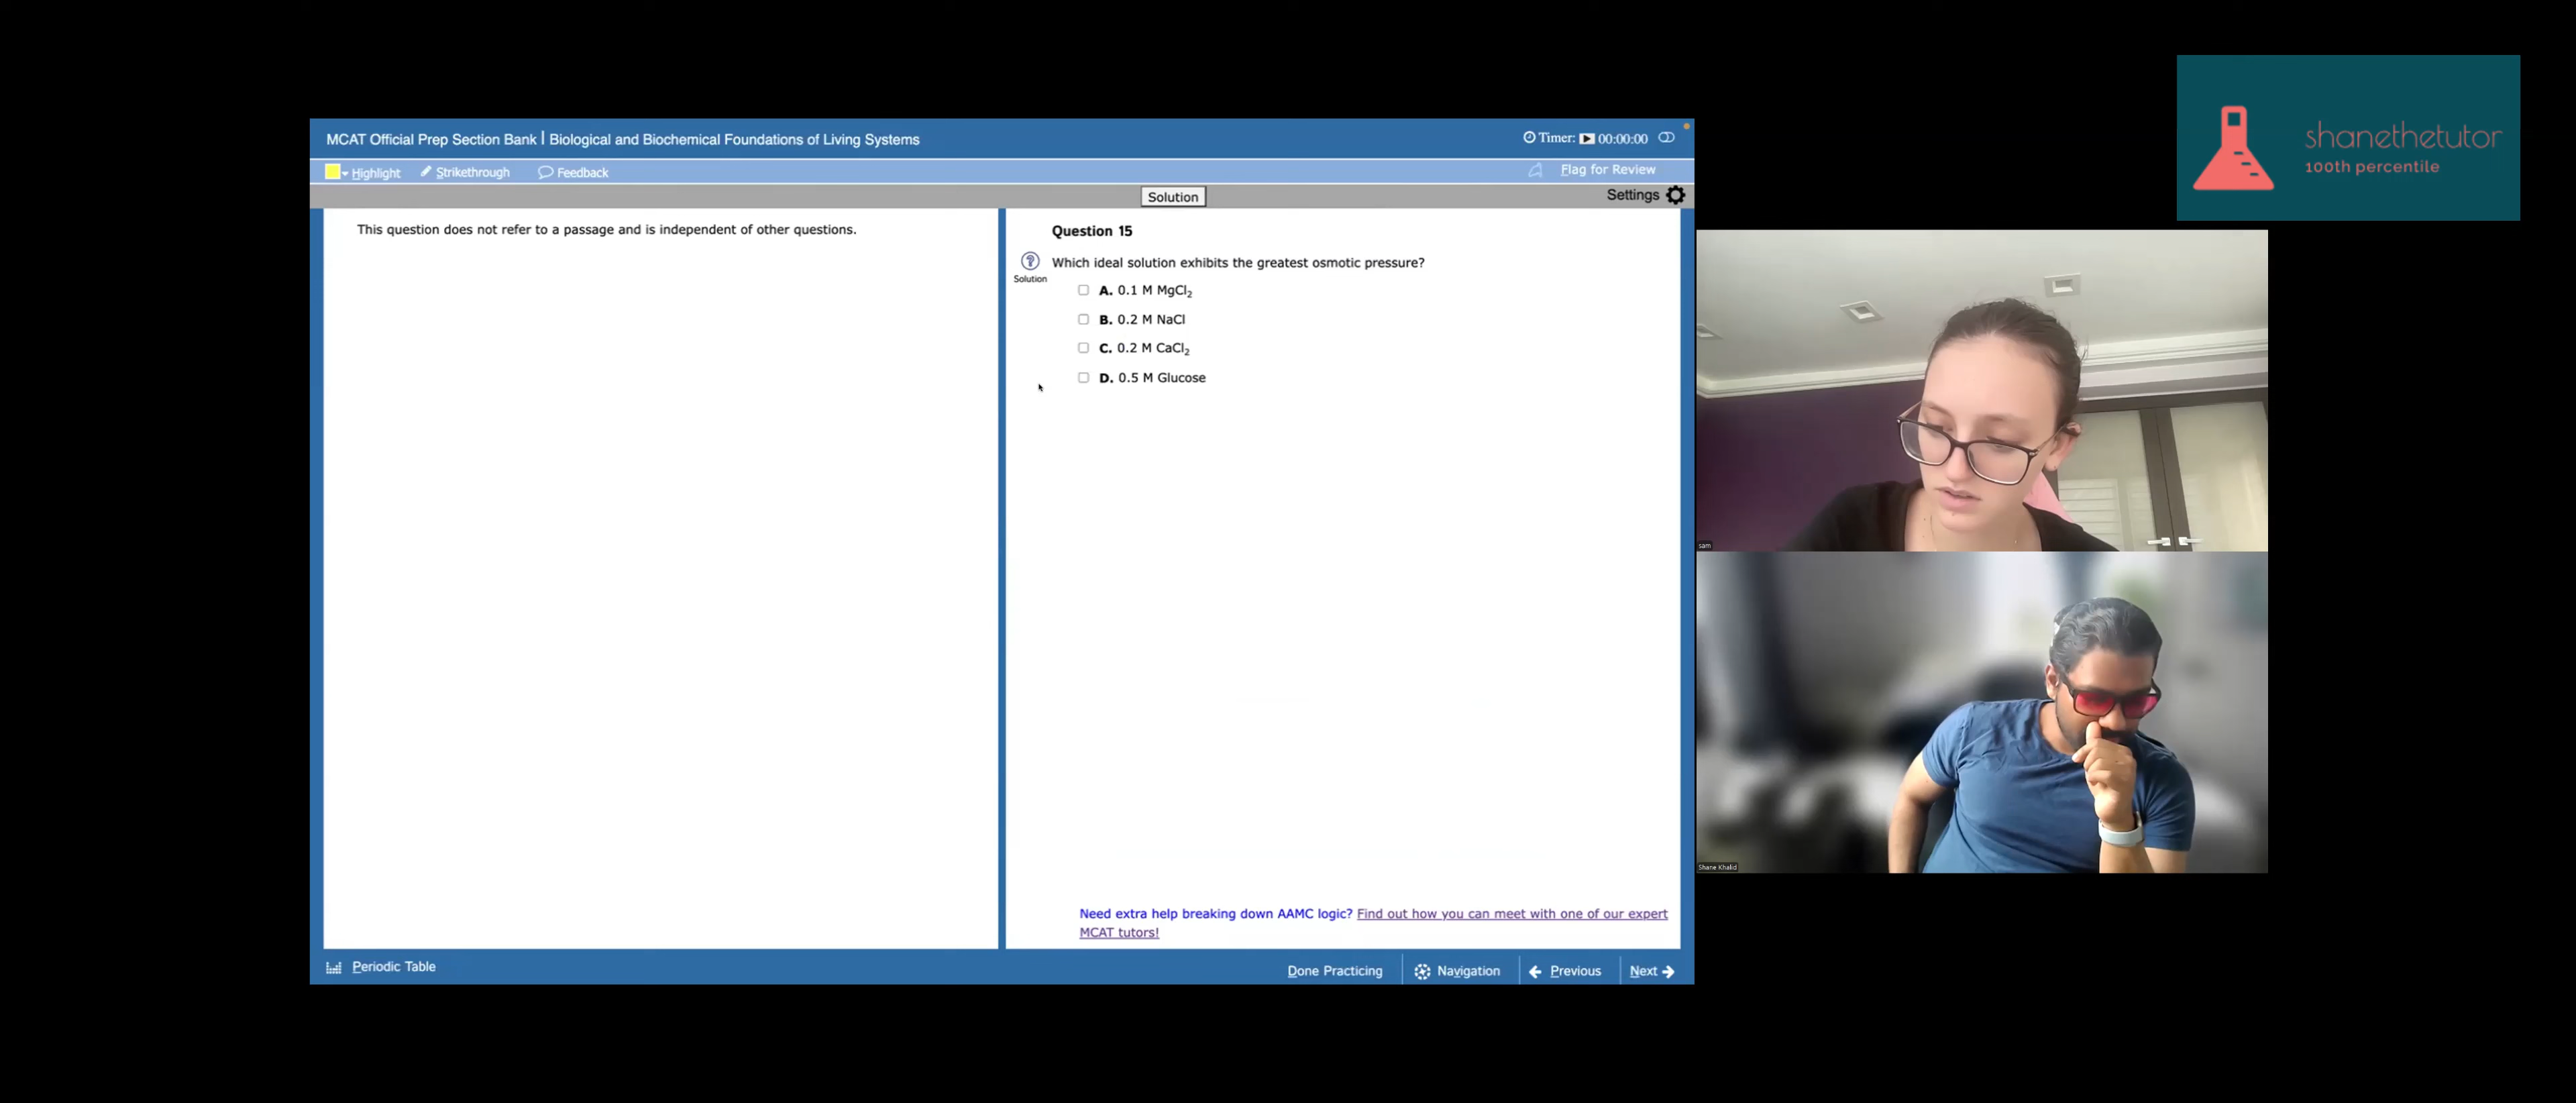 MCAT Official Prep Section Bank | Biological and Biochemical Foundations of Living Systems
Timer: 00:00:00
Highlight
Strikethrough
Feedback
Flag for Review
Solution
Settings
This question does not refer to a passage and is independent of other questions.
Question 15
Solution
Which ideal solution exhibits the greatest osmotic pressure?
A. 0.1 M MgCl₂
B. 0.2 M NaCl
C. 0.2 M CaCl₂
D. 0.5 M Glucose
Need extra help breaking down AAMC logic? Find out how you can meet with one of our expert
MCAT tutors!
Periodic Table
Done Practicing
Navigation
Previous
Next
shanethetutor
100th percentile
sam
Shane Khalid